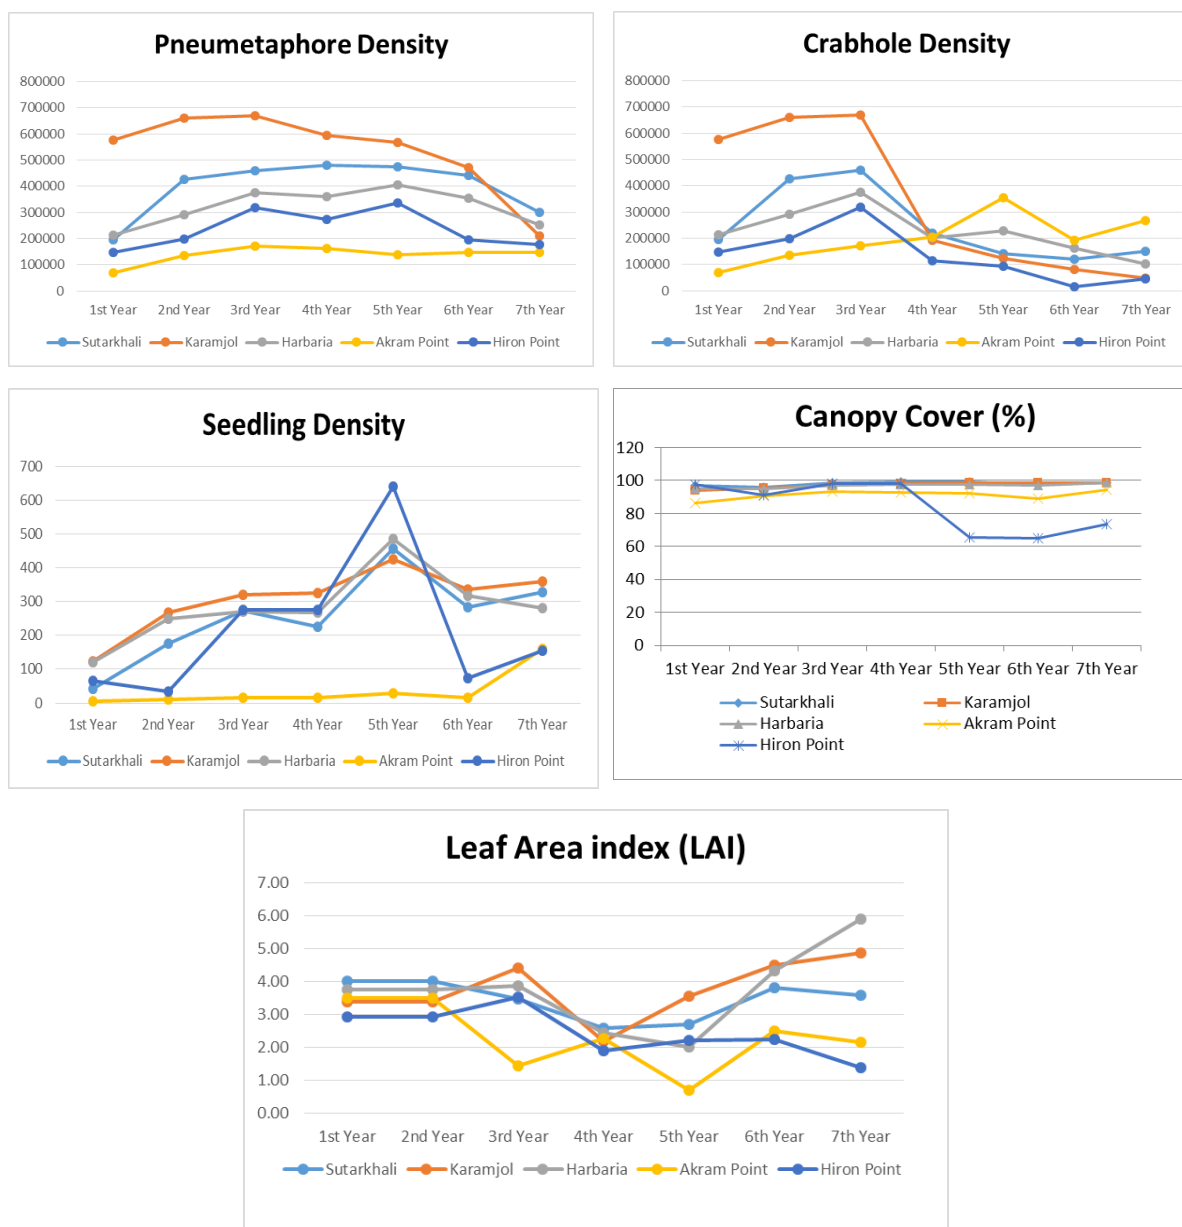 Pneumetaphore Density
800000
700000
600000
500000
400000
300000
200000
100000
0
1st Year 2nd Year 3rd Year 4th Year 5th Year 6th Year 7th Year
Sutarkhali Karamjol Harbaria Akram Point Hiron Point
Crabhole Density
800000
700000
600000
500000
400000
300000
200000
100000
0
1st Year 2nd Year 3rd Year 4th Year 5th Year 6th Year 7th Year
Sutarkhali Karamjol Harbaria Akram Point Hiron Point
Seedling Density
700
600
500
400
300
200
100
0
1st Year 2nd Year 3rd Year 4th Year 5th Year 6th Year 7th Year
Sutarkhali Karamjol Harbaria Akram Point Hiron Point
Canopy Cover (%)
120
100
80
60
40
20
0
1st Year 2nd Year 3rd Year 4th Year 5th Year 6th Year 7th Year
Sutarkhali Karamjol
Harbaria Akram Point
Hiron Point
Leaf Area index (LAI)
7.00
6.00
5.00
4.00
3.00
2.00
1.00
0.00
1st Year 2nd Year 3rd Year 4th Year 5th Year 6th Year 7th Year
Sutarkhali Karamjol Harbaria Akram Point Hiron Point